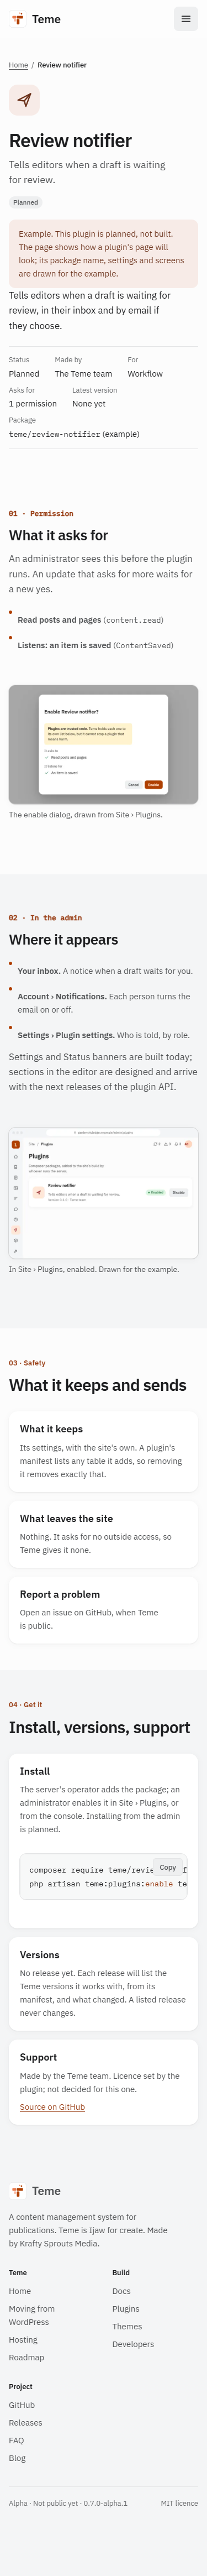 Teme
Home / Review notifier
Review notifier
Tells editors when a draft is waiting
for review.
Planned
Example. This plugin is planned, not built.
The page shows how a plugin's page will
look; its package name, settings and screens
are drawn for the example.
Tells editors when a draft is waiting for
review, in their inbox and by email if
they choose.
Status Made by For
Planned The Teme team Workflow
Asks for Latest version
1 permission None yet
Package
teme/review-notifier (example)
01 · Permission
What it asks for
An administrator sees this before the plugin
runs. An update that asks for more waits for
a new yes.
Read posts and pages (content.read)
Listens: an item is saved (ContentSaved)
Enable Review notifier?
Read posts and pages
An item is saved
Cancel Enable
The enable dialog, drawn from Site › Plugins.
02 · In the admin
Where it appears
Your inbox. A notice when a draft waits for you.
Account › Notifications. Each person turns the
email on or off.
Settings › Plugin settings. Who is told, by role.
Settings and Status banners are built today;
sections in the editor are designed and arrive
with the next releases of the plugin API.
Site › Plugins
Plugins
Review notifier
Enabled Disable
In Site › Plugins, enabled. Drawn for the example.
03 · Safety
What it keeps and sends
What it keeps
Its settings, with the site's own. A plugin's
manifest lists any table it adds, so removing
it removes exactly that.
What leaves the site
Nothing. It asks for no outside access, so
Teme gives it none.
Report a problem
Open an issue on GitHub, when Teme
is public.
04 · Get it
Install, versions, support
Install
The server's operator adds the package; an
administrator enables it in Site › Plugins, or
from the console. Installing from the admin
is planned.
Copy
composer require teme/revie
php artisan teme:plugins:enable te
Versions
No release yet. Each release will list the
Teme versions it works with, from its
manifest, and what changed. A listed release
never changes.
Support
Made by the Teme team. Licence set by the
plugin; not decided for this one.
Source on GitHub
Teme
A content management system for
publications. Teme is Ijaw for create. Made
by Krafty Sprouts Media.
Teme
Home
Moving from
WordPress
Hosting
Roadmap
Build
Docs
Plugins
Themes
Developers
Project
GitHub
Releases
FAQ
Blog
Alpha · Not public yet · 0.7.0-alpha.1 MIT licence